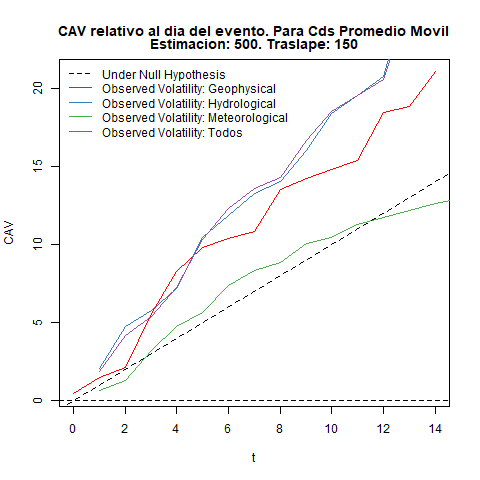 CAV relativo al dia del evento. Para Cds Promedio Movil
Estimacion: 500. Traslape: 150
Under Null Hypothesis
Observed Volatility: Geophysical
Observed Volatility: Hydrological
Observed Volatility: Meteorological
Observed Volatility: Todos
CAV
20
15
10
5
0
0 2 4 6 8 10 12 14
t